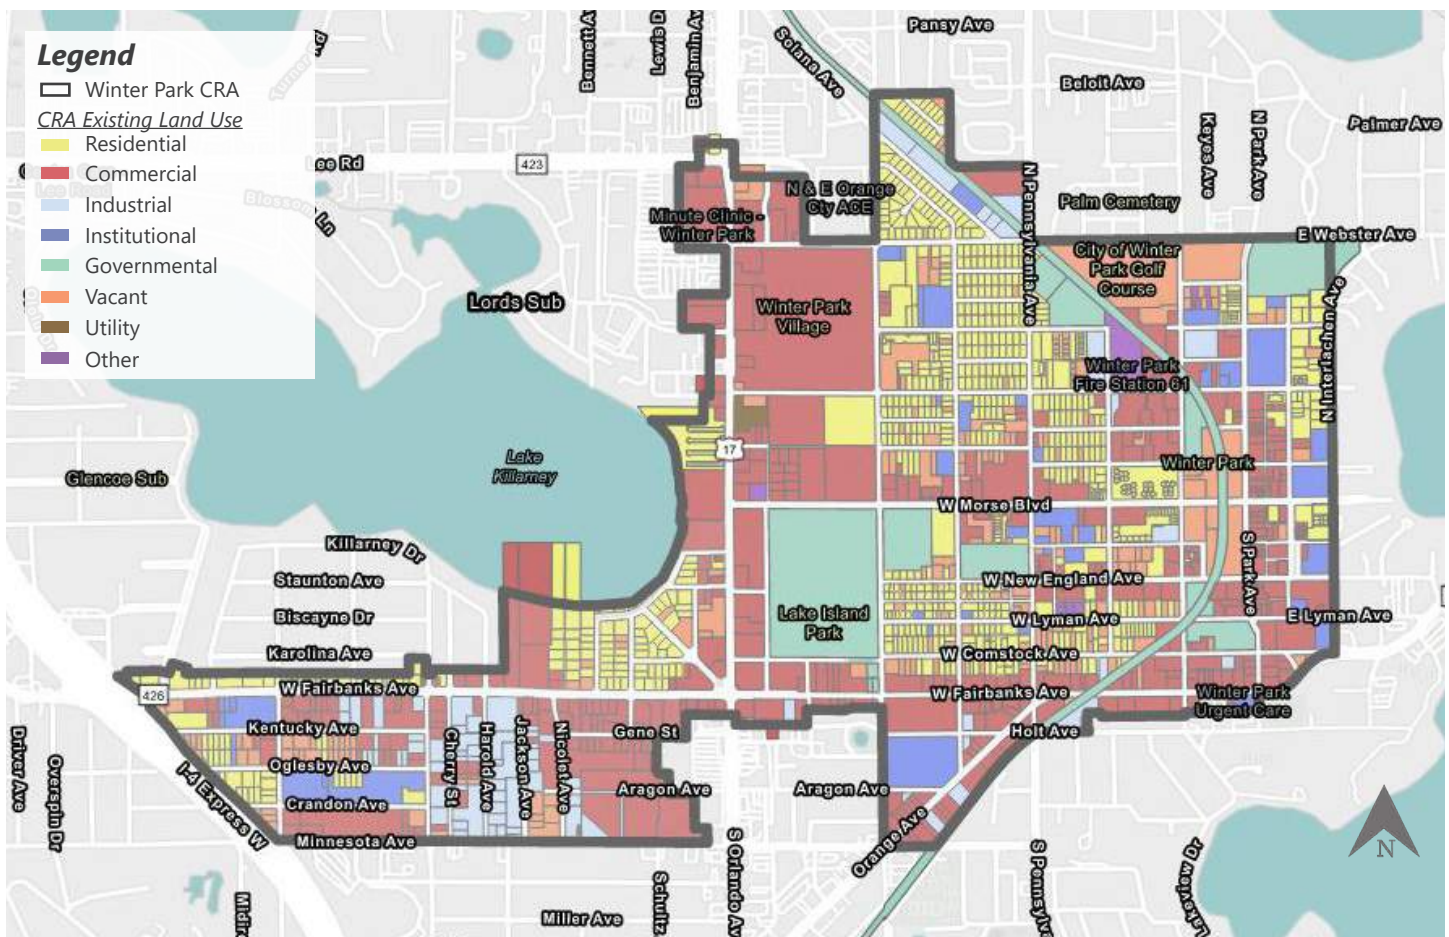 Legend
Winter Park CRA
CRA Existing Land Use
Residential
Commercial
Industrial
Institutional
Governmental
Vacant
Utility
Other
Bennett
Lewis
Benjamin
Solana Ave
Pansy Ave
Beloit Ave
Keyes Ave
N Park Ave
Palmer Ave
Lee Rd
423
N & E Orange
Cty ACE
N Pennsylvania Ave
Palm Cemetery
Minute Clinic -
Winter Park
E Webster Ave
City of Winter
Park Golf
Course
Lords Sub
Winter Park
Village
N Interlachen Ave
Winter Park
Fire Station 61
17
Lake
Killarney
Glencoe Sub
Winter Park
W Morse Blvd
Killarney Dr
Staunton Ave
W New England Ave
S Park Ave
Biscayne Dr
Lake Island
Park
W Lyman Ave
E Lyman Ave
Karolina Ave
W Comstock Ave
426
W Fairbanks Ave
W Fairbanks Ave
Winter Park
Urgent Care
Kentucky Ave
Gene St
Holt Ave
Driver Ave
Overspin Dr
Cherry St
Harold Ave
Jackson Ave
Nicolet Ave
Oglesby Ave
I-4 Express W
Crandon Ave
Aragon Ave
Aragon Ave
Minnesota Ave
Orange Ave
N
S Orlando
Schultz
S Pennsylv
Lakeview Dr
Miller Ave